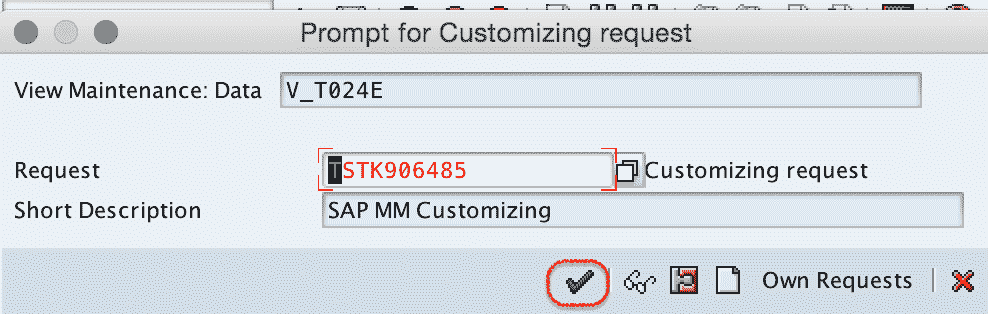 Prompt for Customizing request
View Maintenance: Data V_T024E
Request TSTK906485 Customizing request
Short Description SAP MM Customizing
Own Requests